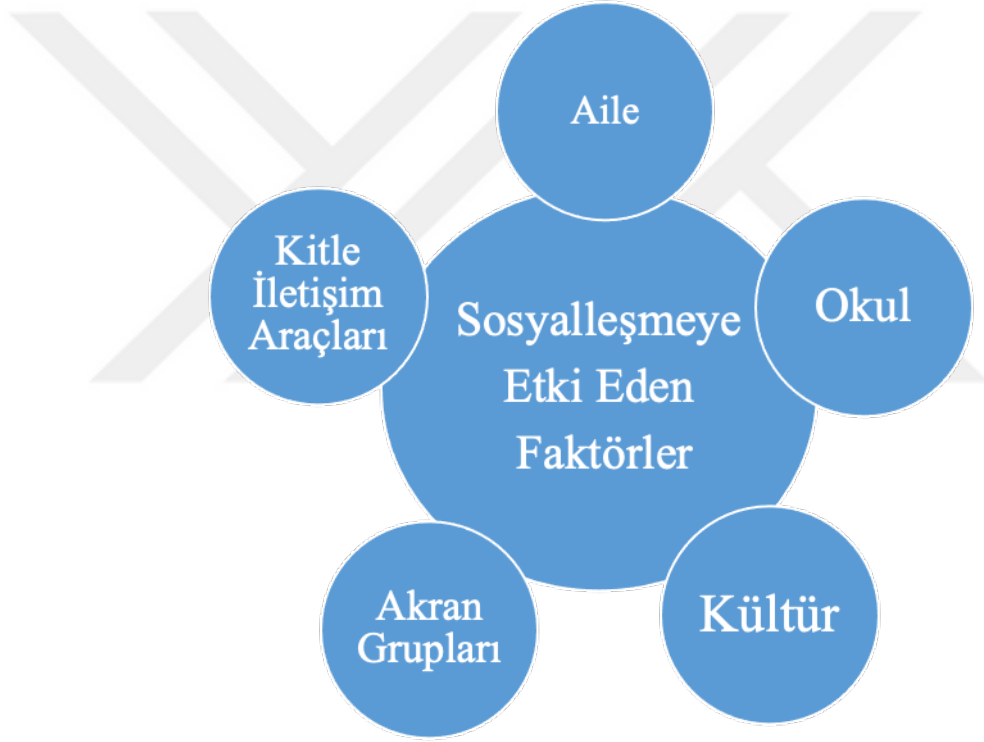 Aile
Kitle
İletişim
Araçları
Okul
Sosyalleşmeye
Etki Eden
Faktörler
Akran
Grupları
Kültür